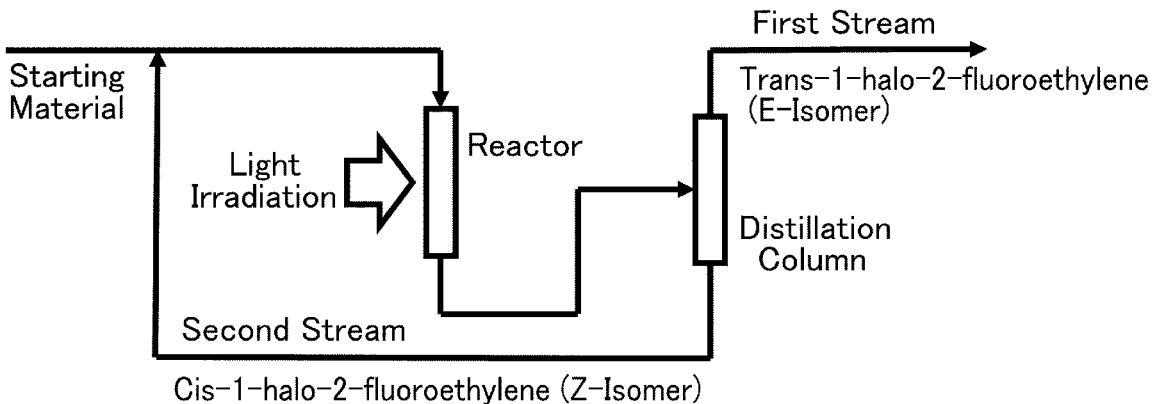 First Stream
Starting
Material
Trans-1-halo-2-fluoroethylene
(E-Isomer)
Reactor
Light
Irradiation
Distillation
Column
Second Stream
Cis-1-halo-2-fluoroethylene (Z-Isomer)